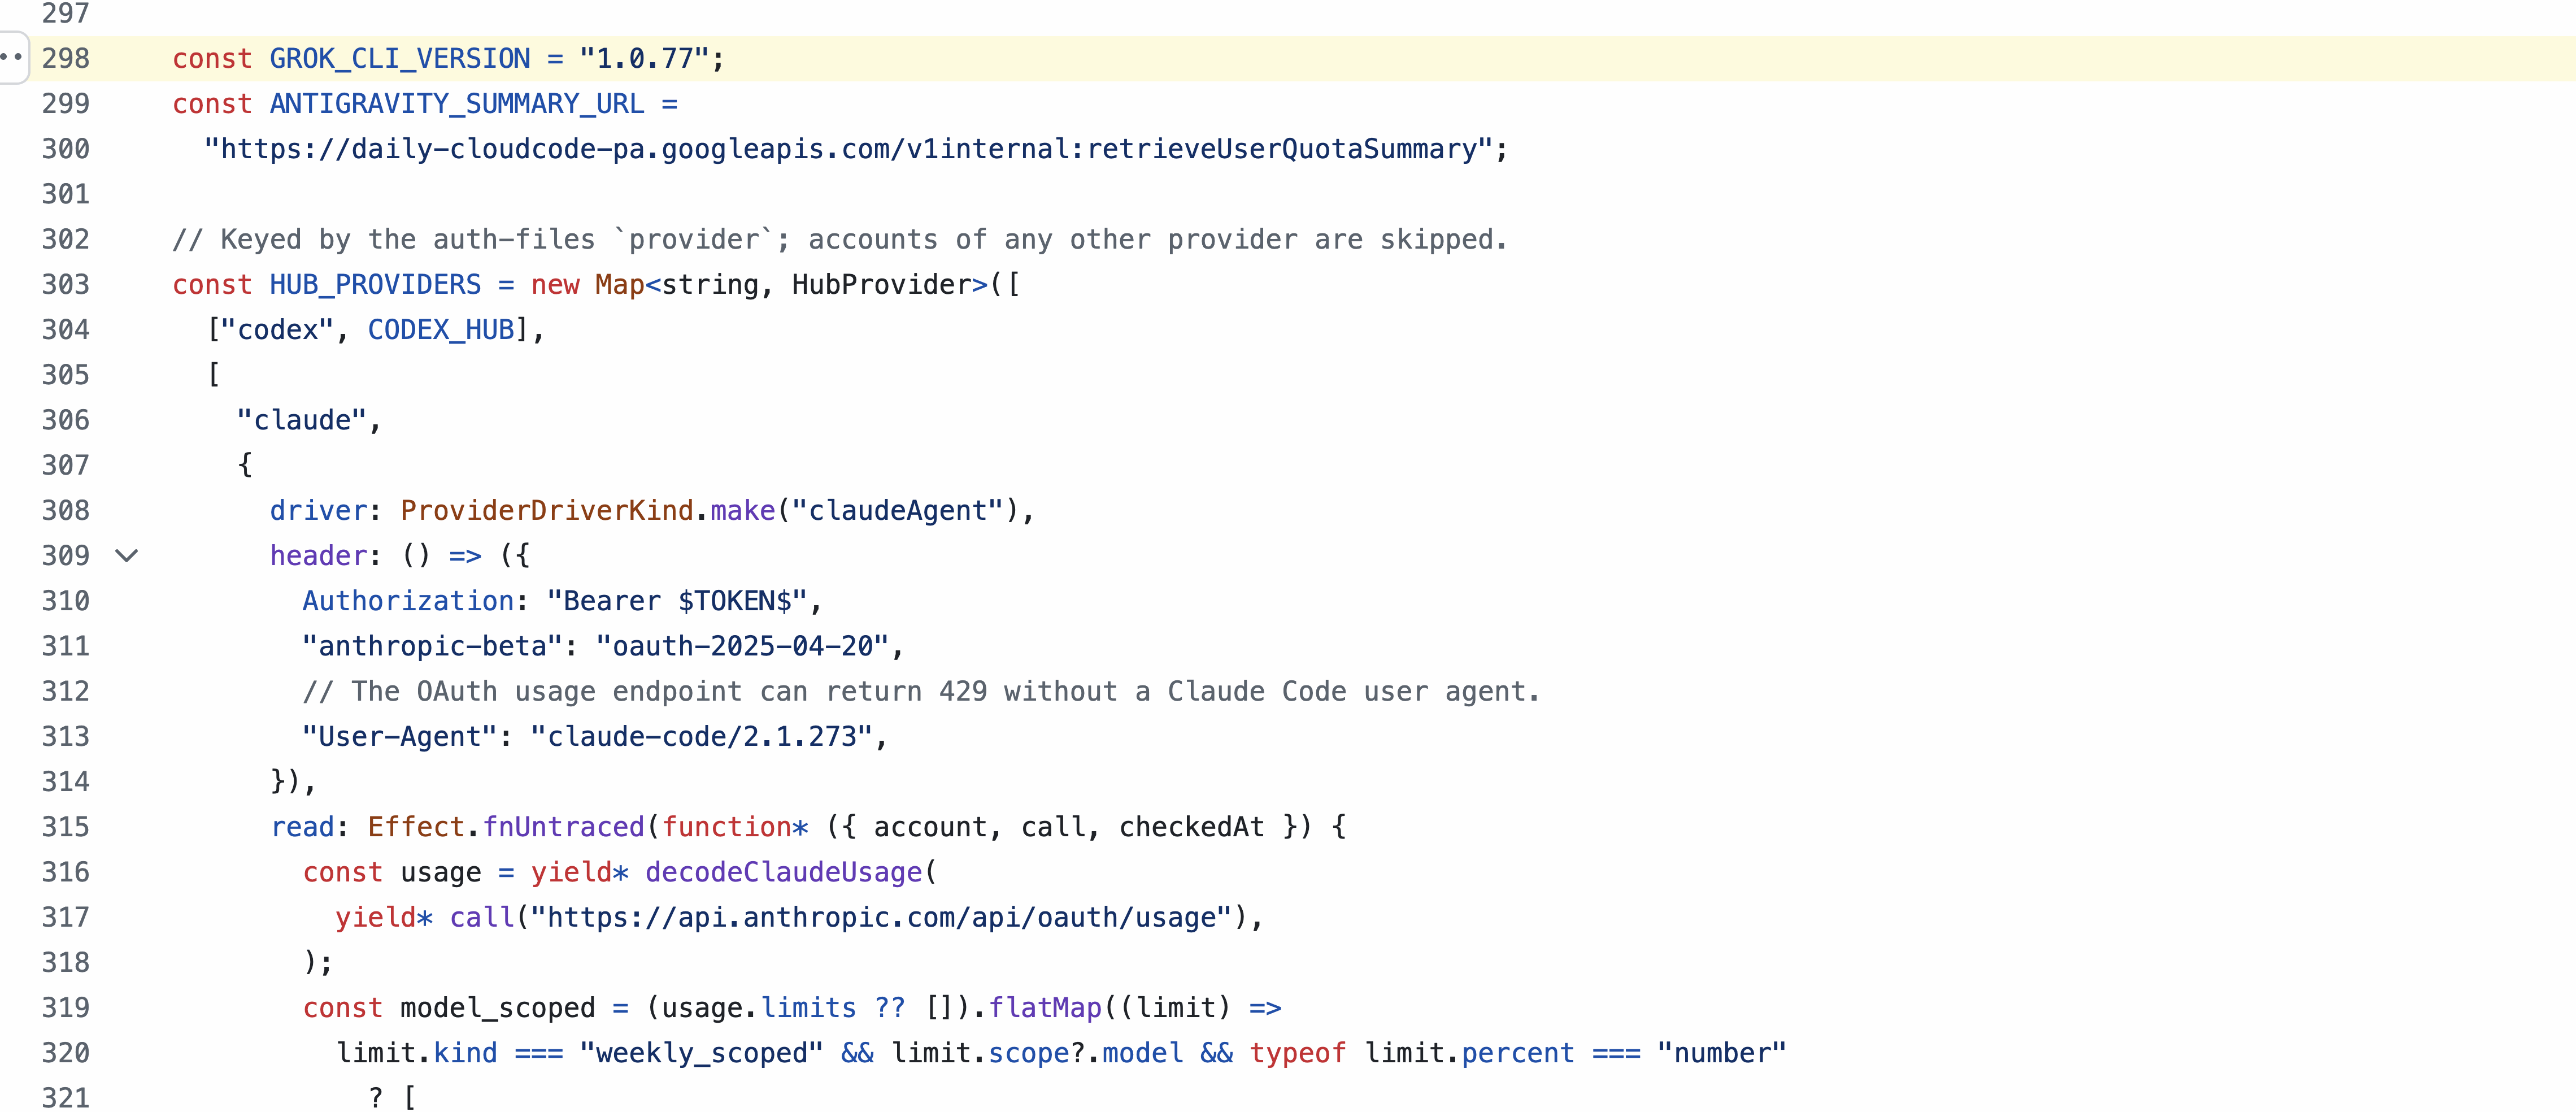 297
298 const GROK_CLI_VERSION = "1.0.77";
299 const ANTIGRAVITY_SUMMARY_URL =
300 "https://daily-cloudcode-pa.googleapis.com/v1internal:retrieveUserQuotaSummary";
301
302 // Keyed by the auth-files `provider`; accounts of any other provider are skipped.
303 const HUB_PROVIDERS = new Map<string, HubProvider>([
304 ["codex", CODEX_HUB],
305 [
306 "claude",
307 {
308 driver: ProviderDriverKind.make("claudeAgent"),
309 header: () => ({
310 Authorization: "Bearer $TOKEN$",
311 "anthropic-beta": "oauth-2025-04-20",
312 // The OAuth usage endpoint can return 429 without a Claude Code user agent.
313 "User-Agent": "claude-code/2.1.273",
314 }),
315 read: Effect.fnUntraced(function* ({ account, call, checkedAt }) {
316 const usage = yield* decodeClaudeUsage(
317 yield* call("https://api.anthropic.com/api/oauth/usage"),
318 );
319 const model_scoped = (usage.limits ?? []).flatMap((limit) =>
320 limit.kind === "weekly_scoped" && limit.scope?.model && typeof limit.percent === "number"
321 ? [